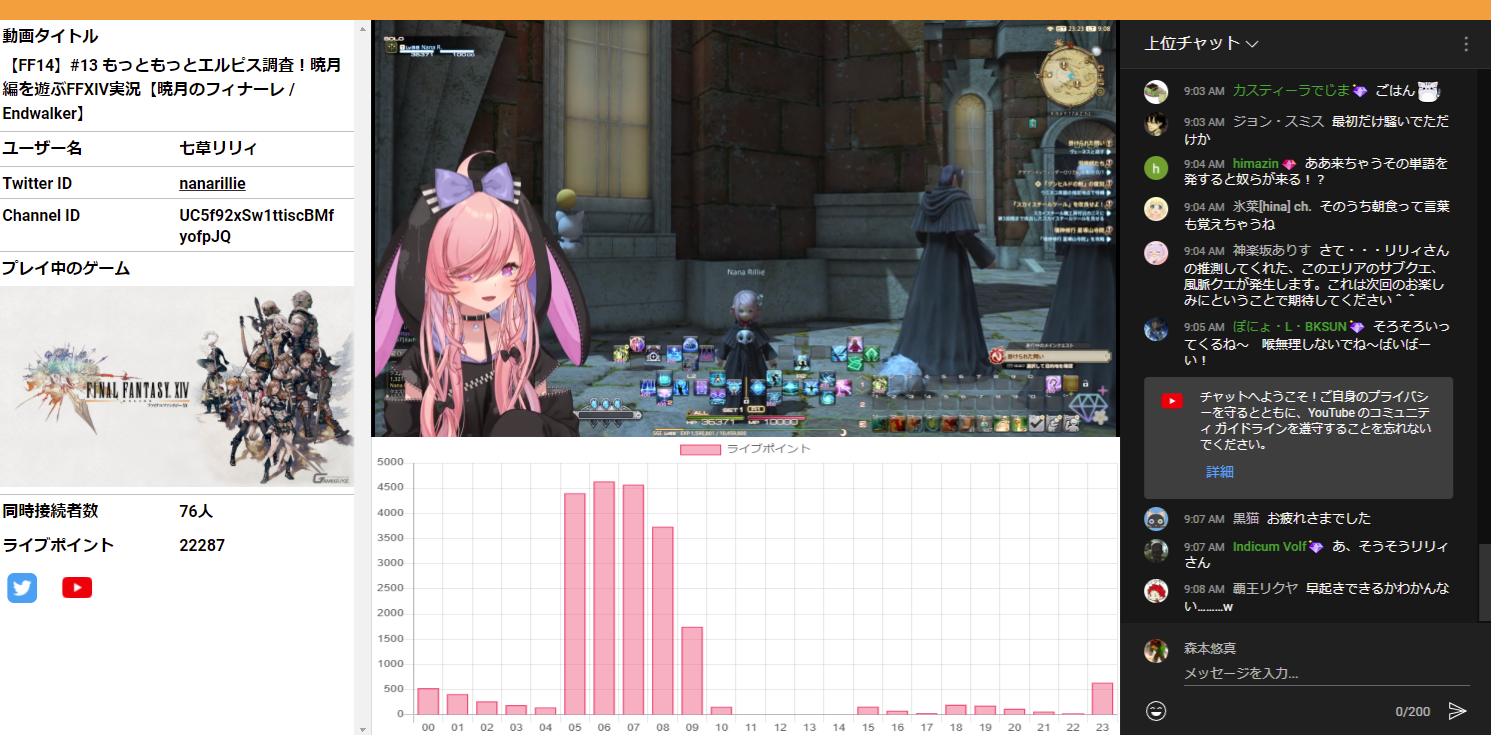 動画タイトル
【FF14】#13 もっともっとエルピス調査！暁月
編を遊ぶFFXIV実況【暁月のフィナーレ /
Endwalker】
ユーザー名 七草リリィ
Twitter ID nanarillie
Channel ID UC5f92xSw1ttiscBMf
yofpJQ
プレイ中のゲーム
FINAL FANTASY XIV
同時接続者数 76人
ライブポイント 22287
SOLO
Nana R.
Nana Rillie
HP 36371 MP 10000
ライブポイント
5000
4500
4000
3500
3000
2500
2000
1500
1000
500
0
00 01 02 03 04 05 06 07 08 09 10 11 12 13 14 15 16 17 18 19 20 21 22 23
上位チャット
9:03 AM カスティーラでじま ごはん
9:03 AM ジョン・スミス 最初だけ騒いでただ
けか
h
9:04 AM himazin ああ来ちゃうその単語を
発すると奴らが来る！？
9:04 AM 氷菜[hina] ch. そのうち朝食って言葉
も覚えちゃうね
9:04 AM 神楽坂ありす さて・・・リリィさん
の推測してくれた、このエリアのサブクエ、
風脈クエが発生します。これは次回のお楽し
みにということで期待してください＾＾
9:05 AM ぽにょ・L・BKSUN そろそろいっ
てくるね～　喉無理しないでね～ばいばー
い！
チャットへようこそ！ご自身のプライバシ
ーを守るとともに、YouTube のコミュニテ
ィ ガイドラインを遵守することを忘れない
でください。
詳細
9:07 AM 黒猫 お疲れさまでした
9:07 AM Indicum Volf あ、そうそうリリィ
さん
9:08 AM 覇王リクヤ 早起きできるかわかんな
い………w
森本悠真
メッセージを入力...
0/200